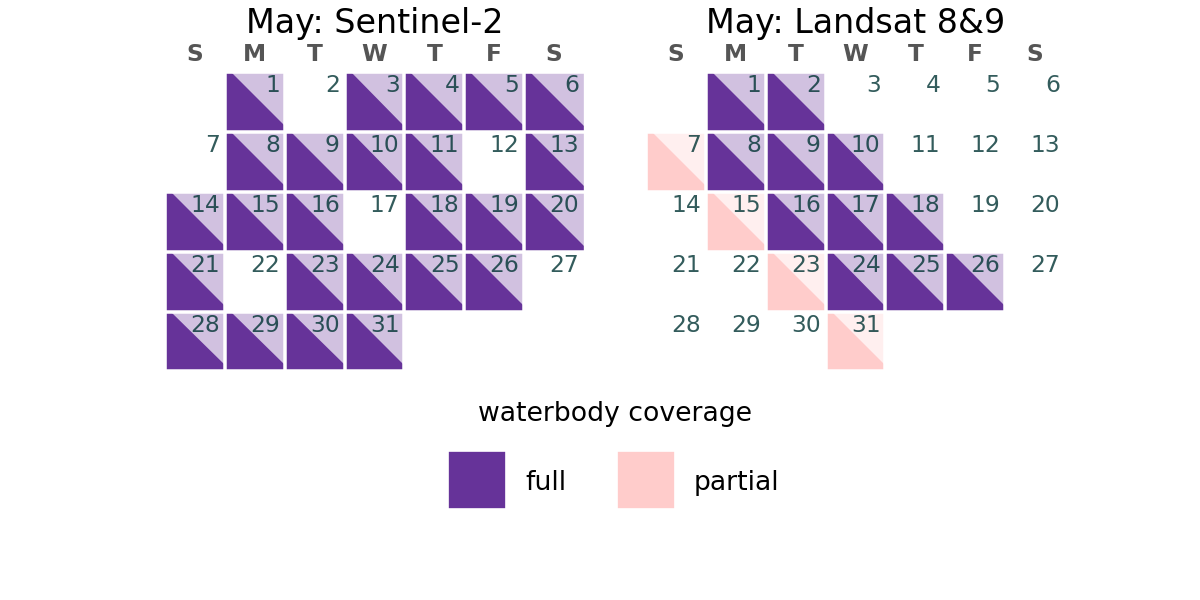 May: Sentinel-2
S M T W T F S
1 2 3 4 5 6
7 8 9 10 11 12 13
14 15 16 17 18 19 20
21 22 23 24 25 26 27
28 29 30 31
May: Landsat 8&9
S M T W T F S
1 2 3 4 5 6
7 8 9 10 11 12 13
14 15 16 17 18 19 20
21 22 23 24 25 26 27
28 29 30 31
waterbody coverage
full
partial